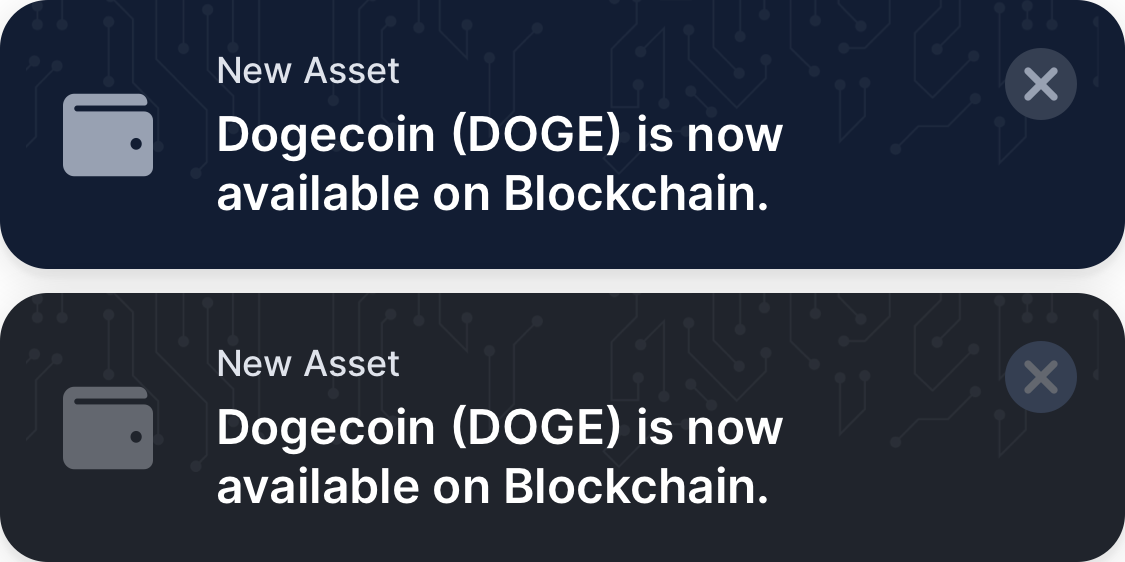 New Asset
Dogecoin (DOGE) is now
available on Blockchain.
New Asset
Dogecoin (DOGE) is now
available on Blockchain.